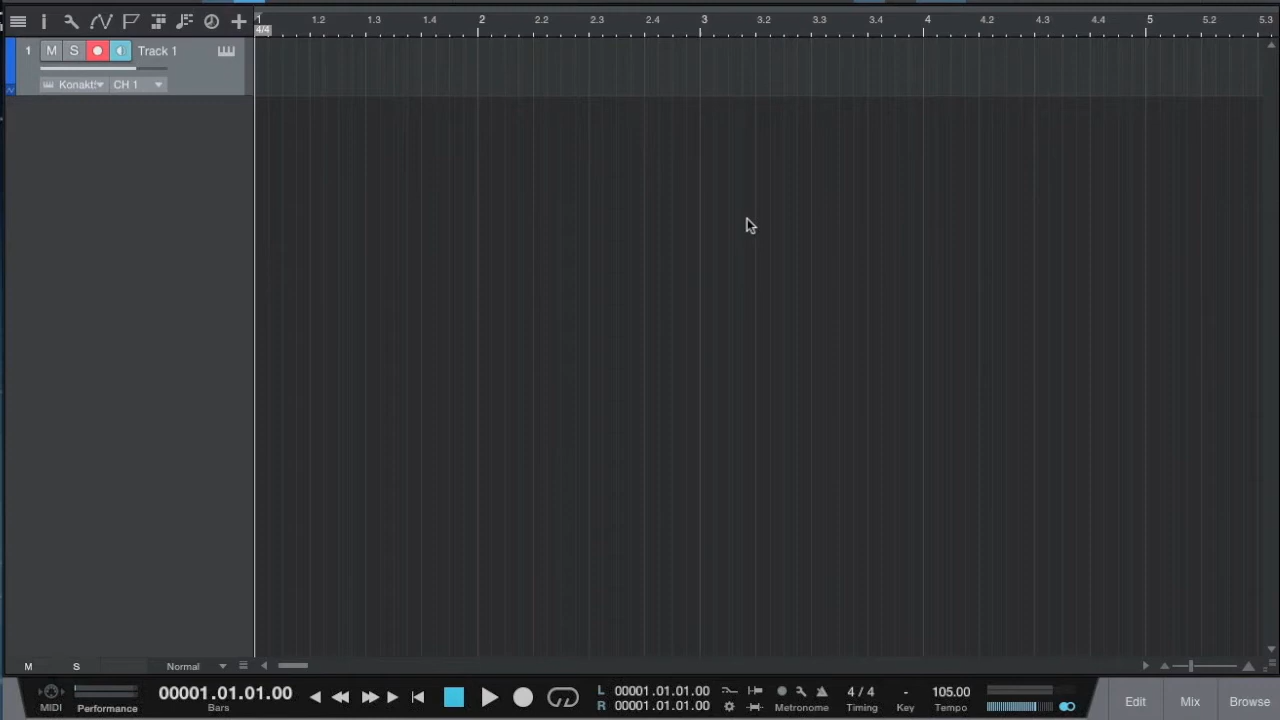 1 1.2 1.3 1.4 2 2.2 2.3 2.4 3 3.2 3.3 3.4 4 4.2 4.3 4.4 5 5.2 5.3
4/4
1 M S Track 1
CH 1
M S Normal
00001.01.01.00
Bars
MIDI
Performance
L 00001.01.01.00
R 00001.01.01.00
Metronome
4 / 4
Timing
-
Key
105.00
Tempo
Edit
Mix
Browse